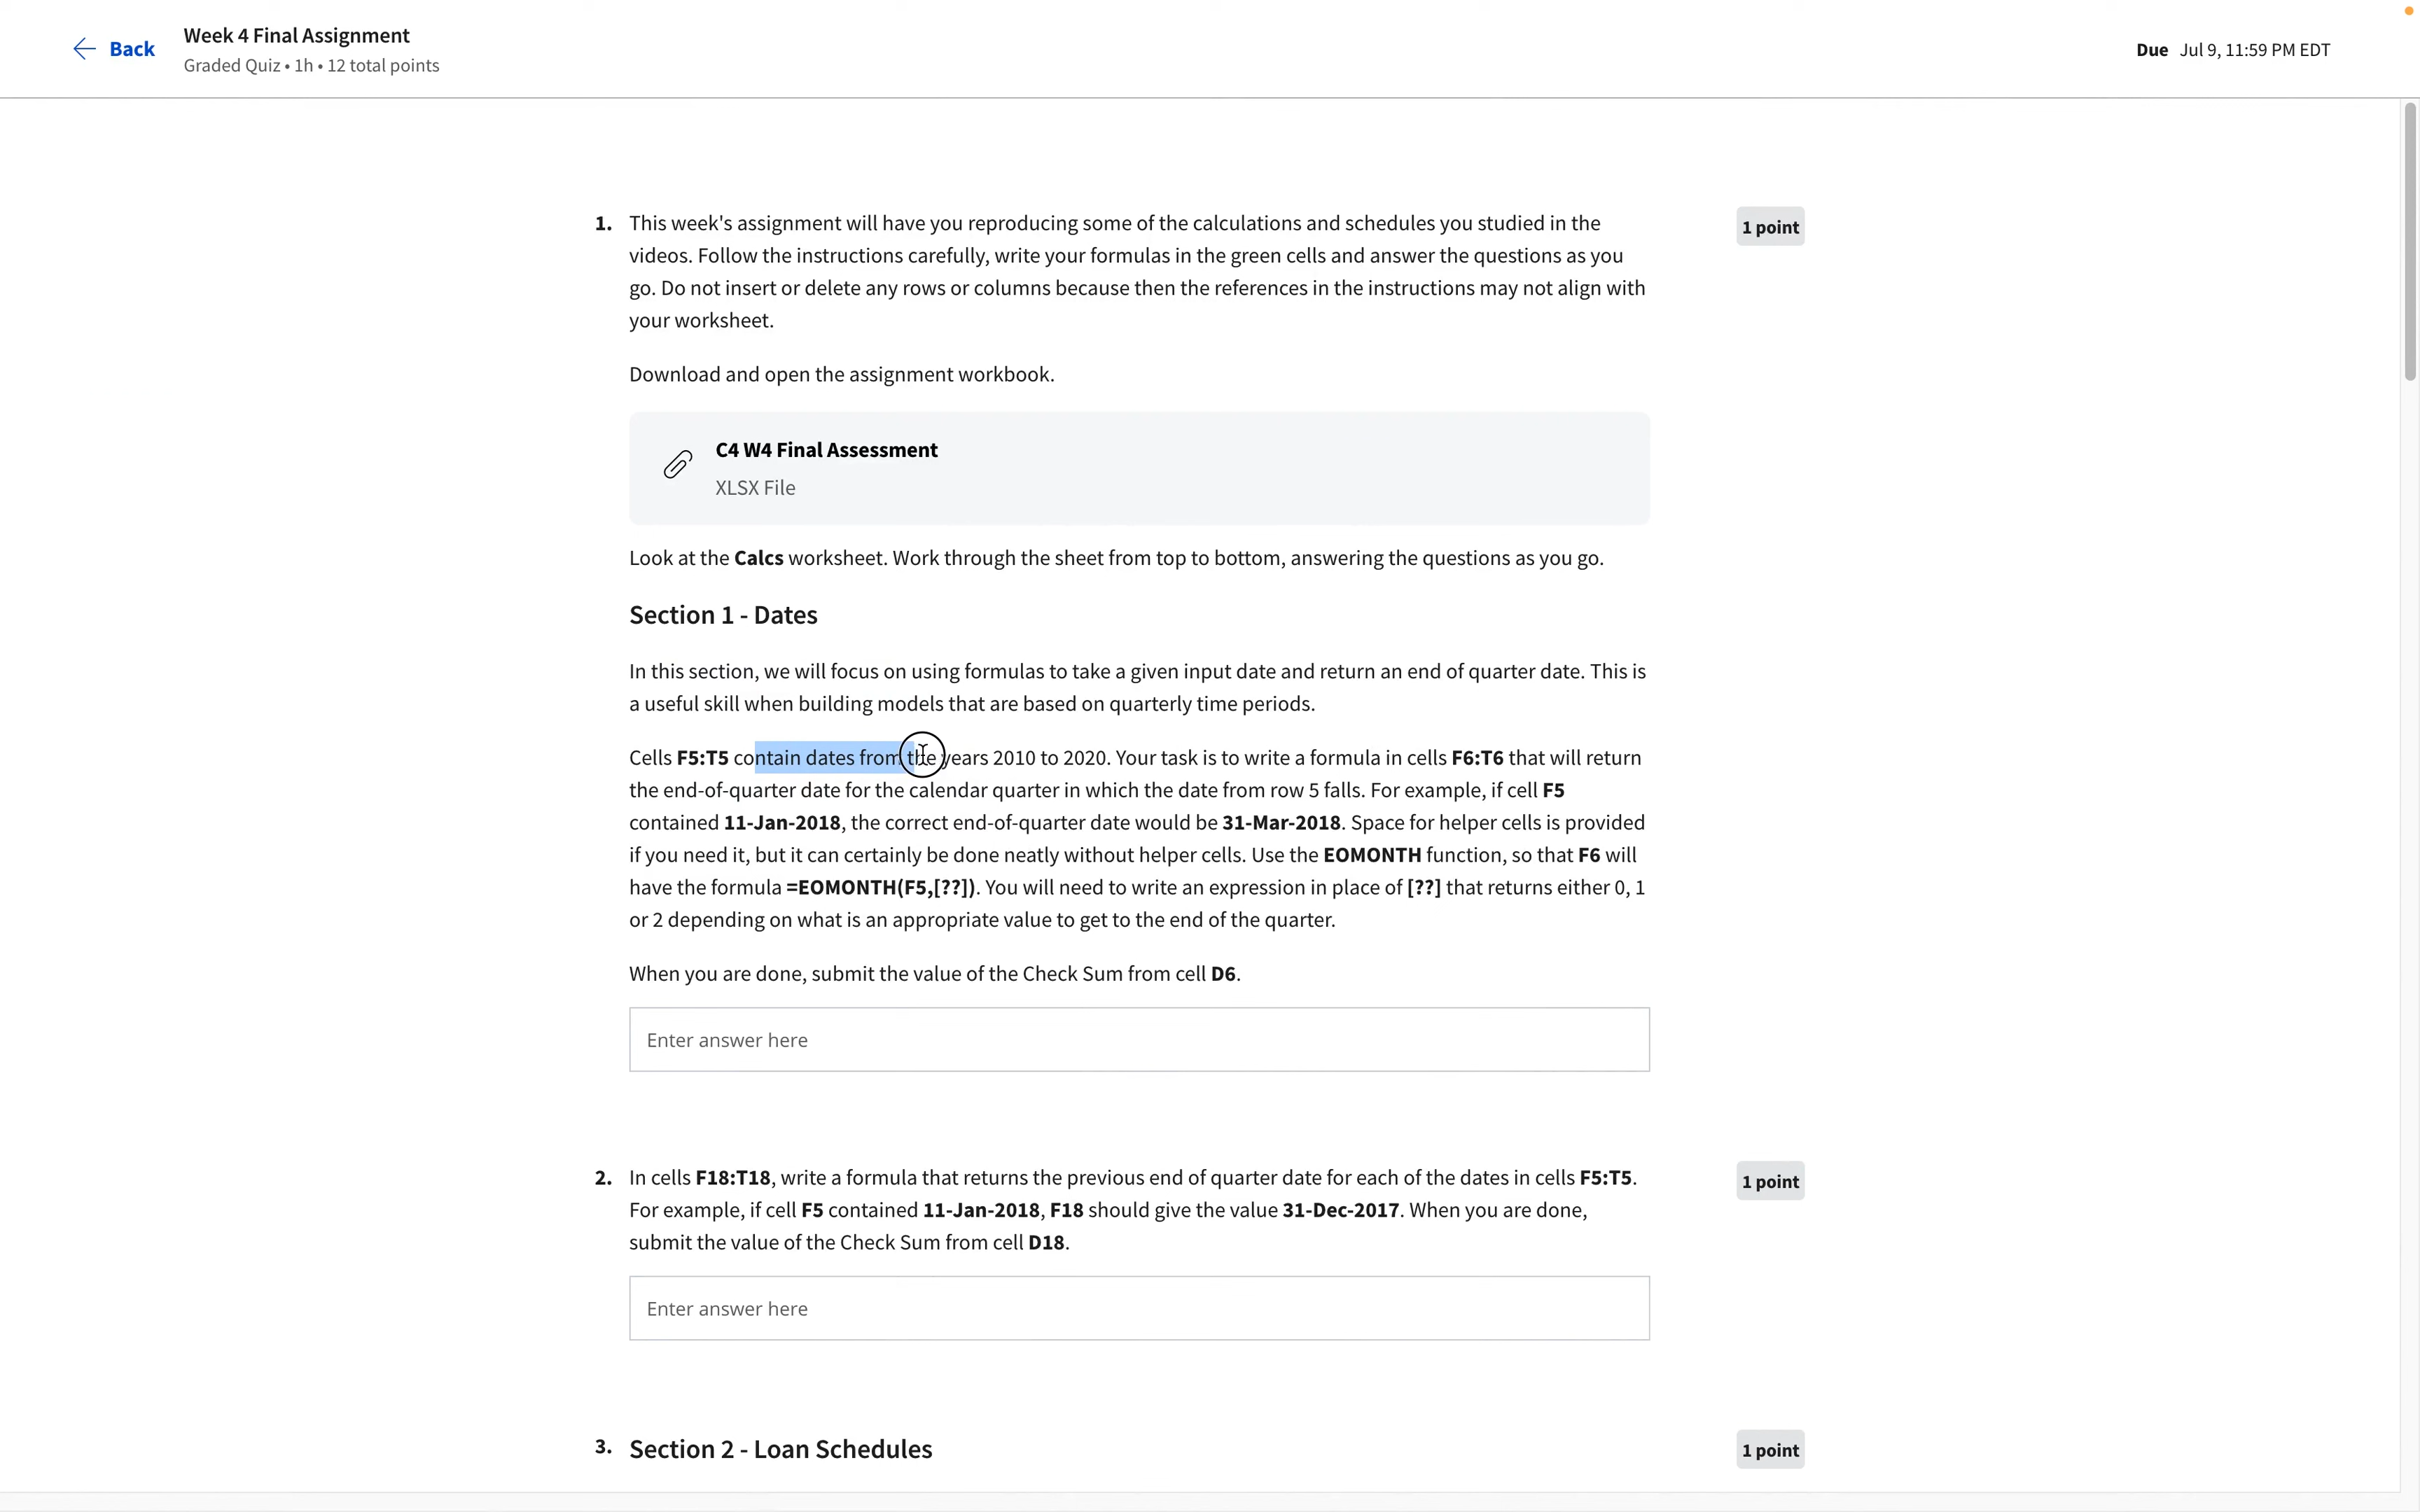 Back
Week 4 Final Assignment
Graded Quiz • 1h • 12 total points
Due Jul 9, 11:59 PM EDT
1. This week's assignment will have you reproducing some of the calculations and schedules you studied in the
videos. Follow the instructions carefully, write your formulas in the green cells and answer the questions as you
go. Do not insert or delete any rows or columns because then the references in the instructions may not align with
your worksheet.
1 point
Download and open the assignment workbook.
C4 W4 Final Assessment
XLSX File
Look at the Calcs worksheet. Work through the sheet from top to bottom, answering the questions as you go.
Section 1 - Dates
In this section, we will focus on using formulas to take a given input date and return an end of quarter date. This is
a useful skill when building models that are based on quarterly time periods.
Cells F5:T5 contain dates from the years 2010 to 2020. Your task is to write a formula in cells F6:T6 that will return
the end-of-quarter date for the calendar quarter in which the date from row 5 falls. For example, if cell F5
contained 11-Jan-2018, the correct end-of-quarter date would be 31-Mar-2018. Space for helper cells is provided
if you need it, but it can certainly be done neatly without helper cells. Use the EOMONTH function, so that F6 will
have the formula =EOMONTH(F5,[??]). You will need to write an expression in place of [??] that returns either 0, 1
or 2 depending on what is an appropriate value to get to the end of the quarter.
When you are done, submit the value of the Check Sum from cell D6.
Enter answer here
2. In cells F18:T18, write a formula that returns the previous end of quarter date for each of the dates in cells F5:T5.
For example, if cell F5 contained 11-Jan-2018, F18 should give the value 31-Dec-2017. When you are done,
submit the value of the Check Sum from cell D18.
1 point
Enter answer here
3. Section 2 - Loan Schedules
1 point